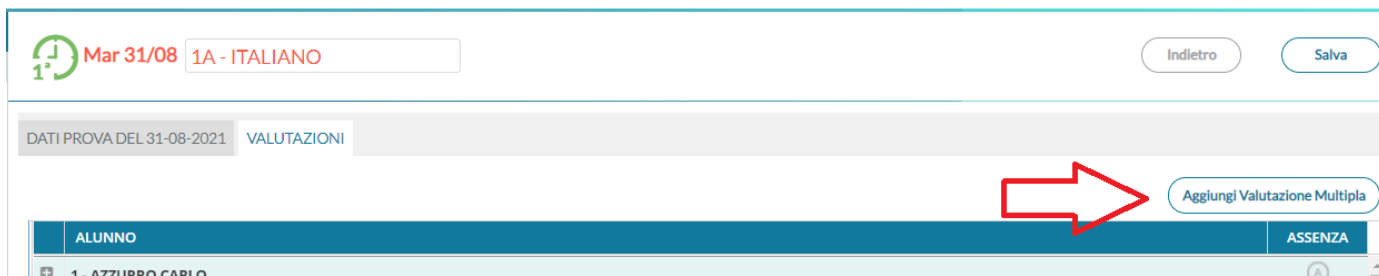 1ª Mar 31/08 1A - ITALIANO Indietro Salva
DATI PROVA DEL 31-08-2021 VALUTAZIONI
Aggiungi Valutazione Multipla
ALUNNO ASSENZA
1 - AZZURRO CARLO A